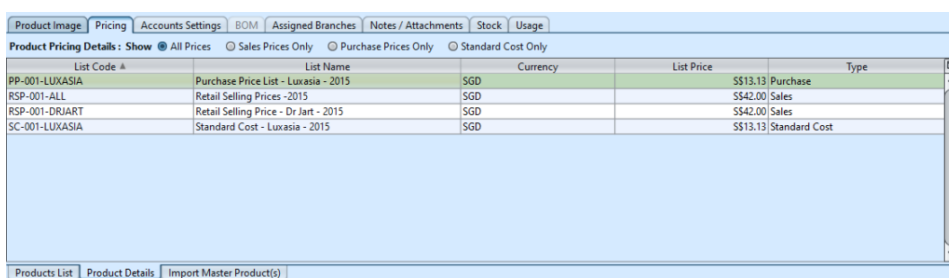 Product Image Pricing Accounts Settings BOM Assigned Branches Notes / Attachments Stock Usage
Product Pricing Details : Show All Prices Sales Prices Only Purchase Prices Only Standard Cost Only
List Code List Name Currency List Price Type
PP-001-LUXASIA Purchase Price List - Luxasia - 2015 SGD S$13.13 Purchase
RSP-001-ALL Retail Selling Prices -2015 SGD S$42.00 Sales
RSP-001-DRJART Retail Selling Price - Dr Jart - 2015 SGD S$42.00 Sales
SC-001-LUXASIA Standard Cost - Luxasia - 2015 SGD S$13.13 Standard Cost
Products List Product Details Import Master Product(s)